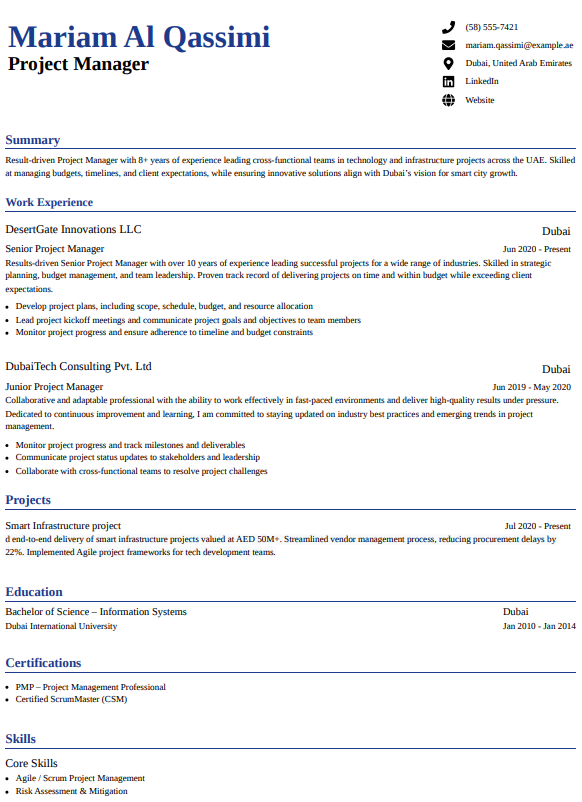 Mariam Al Qassimi
Project Manager
(58) 555-7421
mariam.qassimi@example.ae
Dubai, United Arab Emirates
LinkedIn
Website
Summary
Result-driven Project Manager with 8+ years of experience leading cross-functional teams in technology and infrastructure projects across the UAE. Skilled
at managing budgets, timelines, and client expectations, while ensuring innovative solutions align with Dubai's vision for smart city growth.
Work Experience
DesertGate Innovations LLC Dubai
Senior Project Manager Jun 2020 - Present
Results-driven Senior Project Manager with over 10 years of experience leading successful projects for a wide range of industries. Skilled in strategic
planning, budget management, and team leadership. Proven track record of delivering projects on time and within budget while exceeding client
expectations.
• Develop project plans, including scope, schedule, budget, and resource allocation
• Lead project kickoff meetings and communicate project goals and objectives to team members
• Monitor project progress and ensure adherence to timeline and budget constraints
DubaiTech Consulting Pvt. Ltd Dubai
Junior Project Manager Jun 2019 - May 2020
Collaborative and adaptable professional with the ability to work effectively in fast-paced environments and deliver high-quality results under pressure.
Dedicated to continuous improvement and learning, I am committed to staying updated on industry best practices and emerging trends in project
management.
• Monitor project progress and track milestones and deliverables
• Communicate project status updates to stakeholders and leadership
• Collaborate with cross-functional teams to resolve project challenges
Projects
Smart Infrastructure project Jul 2020 - Present
d end-to-end delivery of smart infrastructure projects valued at AED 50M+. Streamlined vendor management process, reducing procurement delays by
22%. Implemented Agile project frameworks for tech development teams.
Education
Bachelor of Science – Information Systems Dubai
Dubai International University Jan 2010 - Jan 2014
Certifications
• PMP – Project Management Professional
• Certified ScrumMaster (CSM)
Skills
Core Skills
• Agile / Scrum Project Management
• Risk Assessment & Mitigation